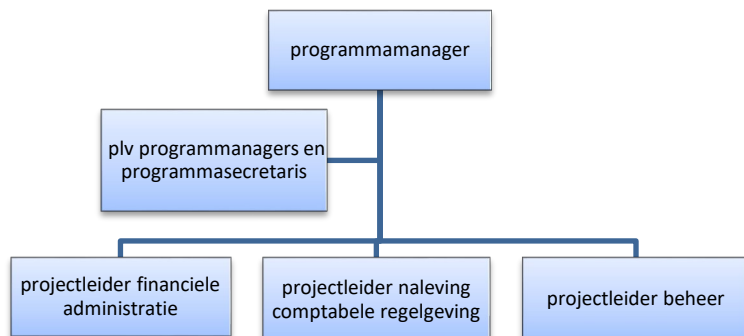 programmamanager
plv programmanagers en
programmasecretaris
projectleider financiele
administratie
projectleider naleving
comptabele regelgeving
projectleider beheer